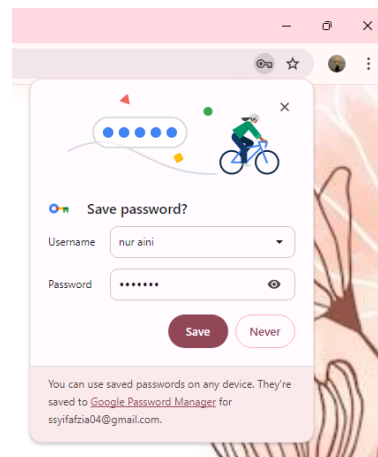 Save password?
Username nur aini
Password •••••••
Save Never
You can use saved passwords on any device. They're
saved to Google Password Manager for
ssyifafzia04@gmail.com.